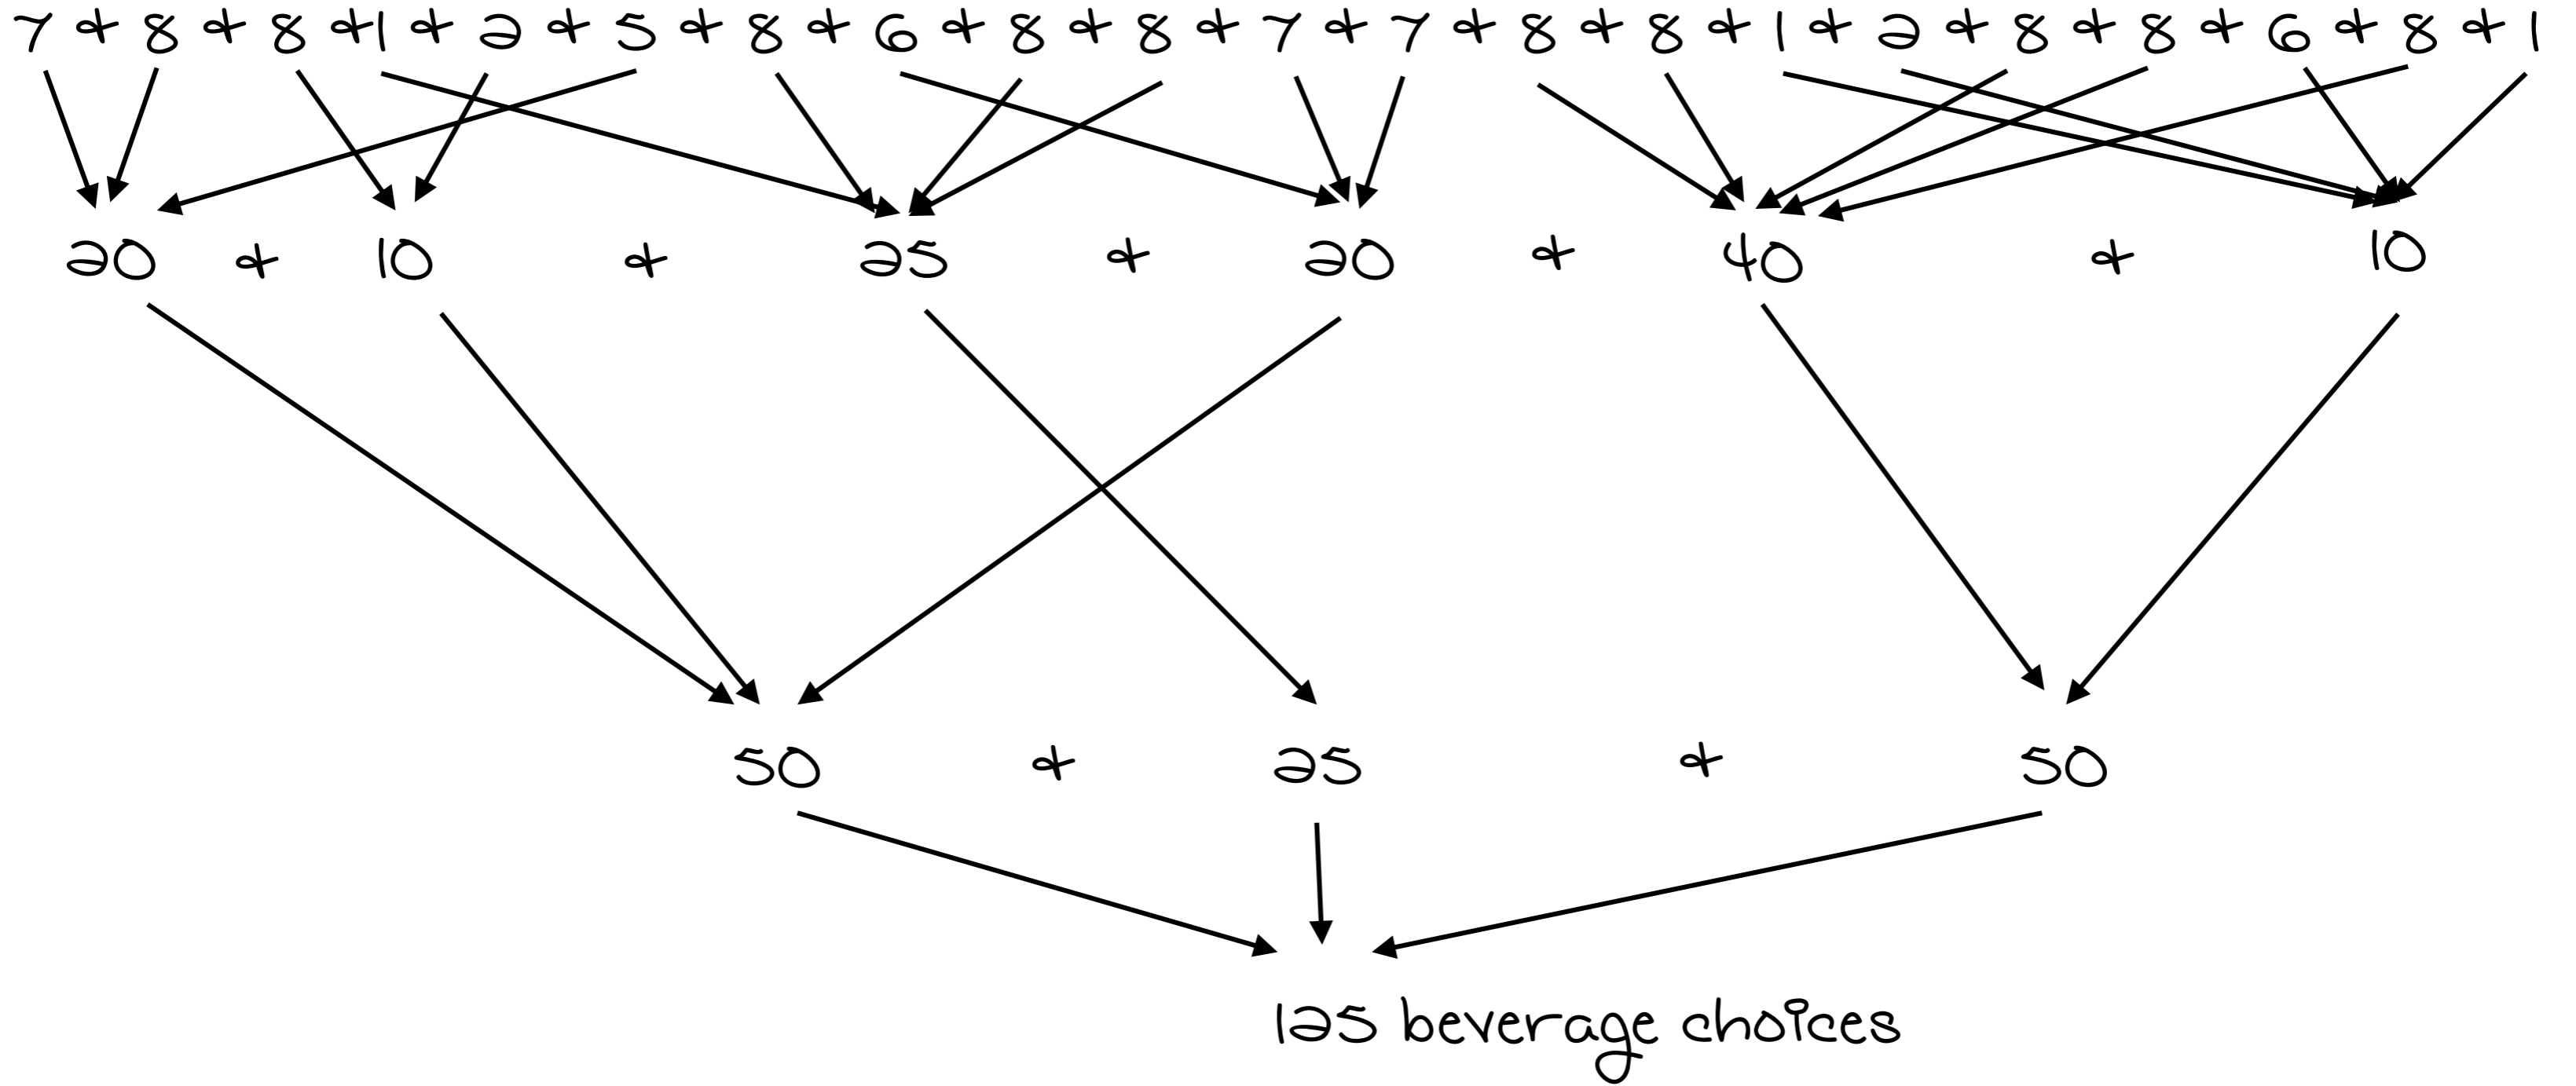 7 + 8 + 8 + 1 + 2 + 5 + 8 + 6 + 8 + 8 + 7 + 7 + 8 + 8 + 1 + 2 + 8 + 8 + 6 + 8 + 1
20 + 10 + 25 + 20 + 40 + 10
50 + 25 + 50
125 beverage choices